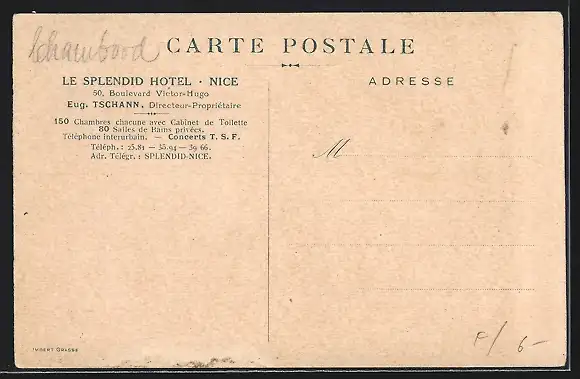 Chambord
CARTE POSTALE
LE SPLENDID HOTEL · NICE
50, Boulevard Victor-Hugo
Eug. TSCHANN, Directeur-Propriétaire
150 Chambres chacune avec Cabinet de Toilette
80 Salles de Bains privées.
Téléphone interurbain. — Concerts T. S. F.
Téléph. : 25.81 — 35.94 — 39 66.
Adr. Télégr. : SPLENDID-NICE.
ADRESSE
M
IMBERT GRASSE
F/ 6-